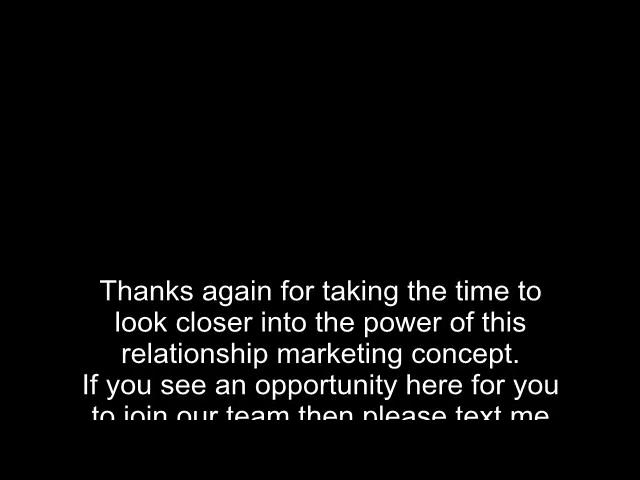 Thanks again for taking the time to
look closer into the power of this
relationship marketing concept.
If you see an opportunity here for you
to join our team then please text me